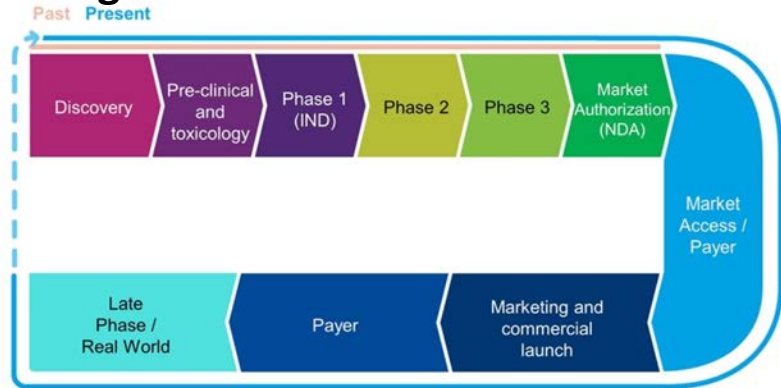 Past Present
Discovery
Pre-clinical
and
toxicology
Phase 1
(IND)
Phase 2
Phase 3
Market
Authorization
(NDA)
Market
Access /
Payer
Marketing and
commercial
launch
Payer
Late
Phase /
Real World